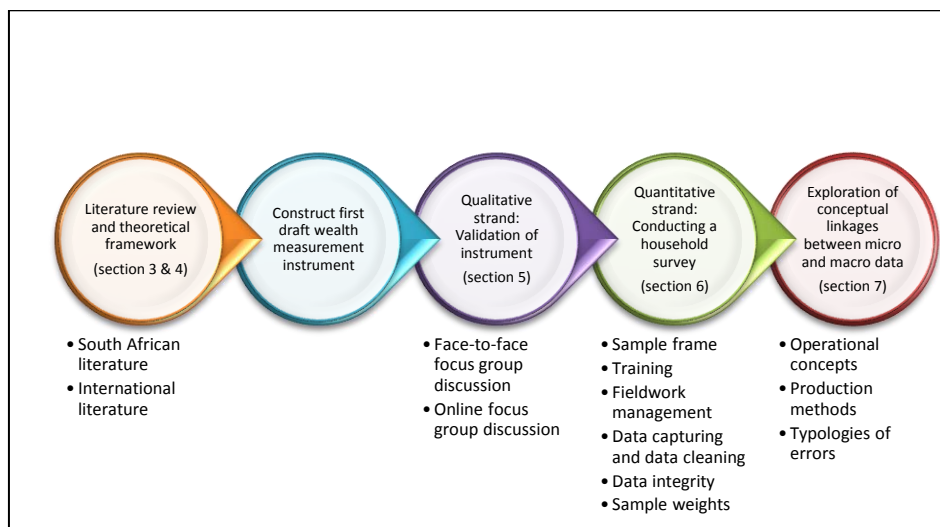 Literature review
and theoretical
framework
(section 3 & 4)
• South African
literature
• International
literature
Construct first
draft wealth
measurement
instrument
Qualitative
strand:
Validation of
instrument
(section 5)
• Face-to-face
focus group
discussion
• Online focus
group discussion
Quantitative
strand:
Conducting a
household
survey
(section 6)
• Sample frame
• Training
• Fieldwork
management
• Data capturing
and data cleaning
• Data integrity
• Sample weights
Exploration of
conceptual
linkages
between micro
and macro data
(section 7)
• Operational
concepts
• Production
methods
• Typologies of
errors